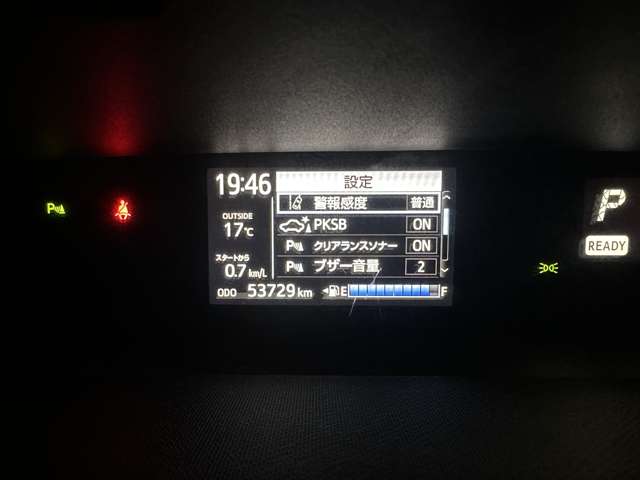 19:46
設定
警報感度 普通
OUTSIDE
17℃
PKSB ON
P クリアランスソナー ON
スタートから
0.7 km/L
P ブザー音量 2
ODO 53729 km
E F
P
P
READY